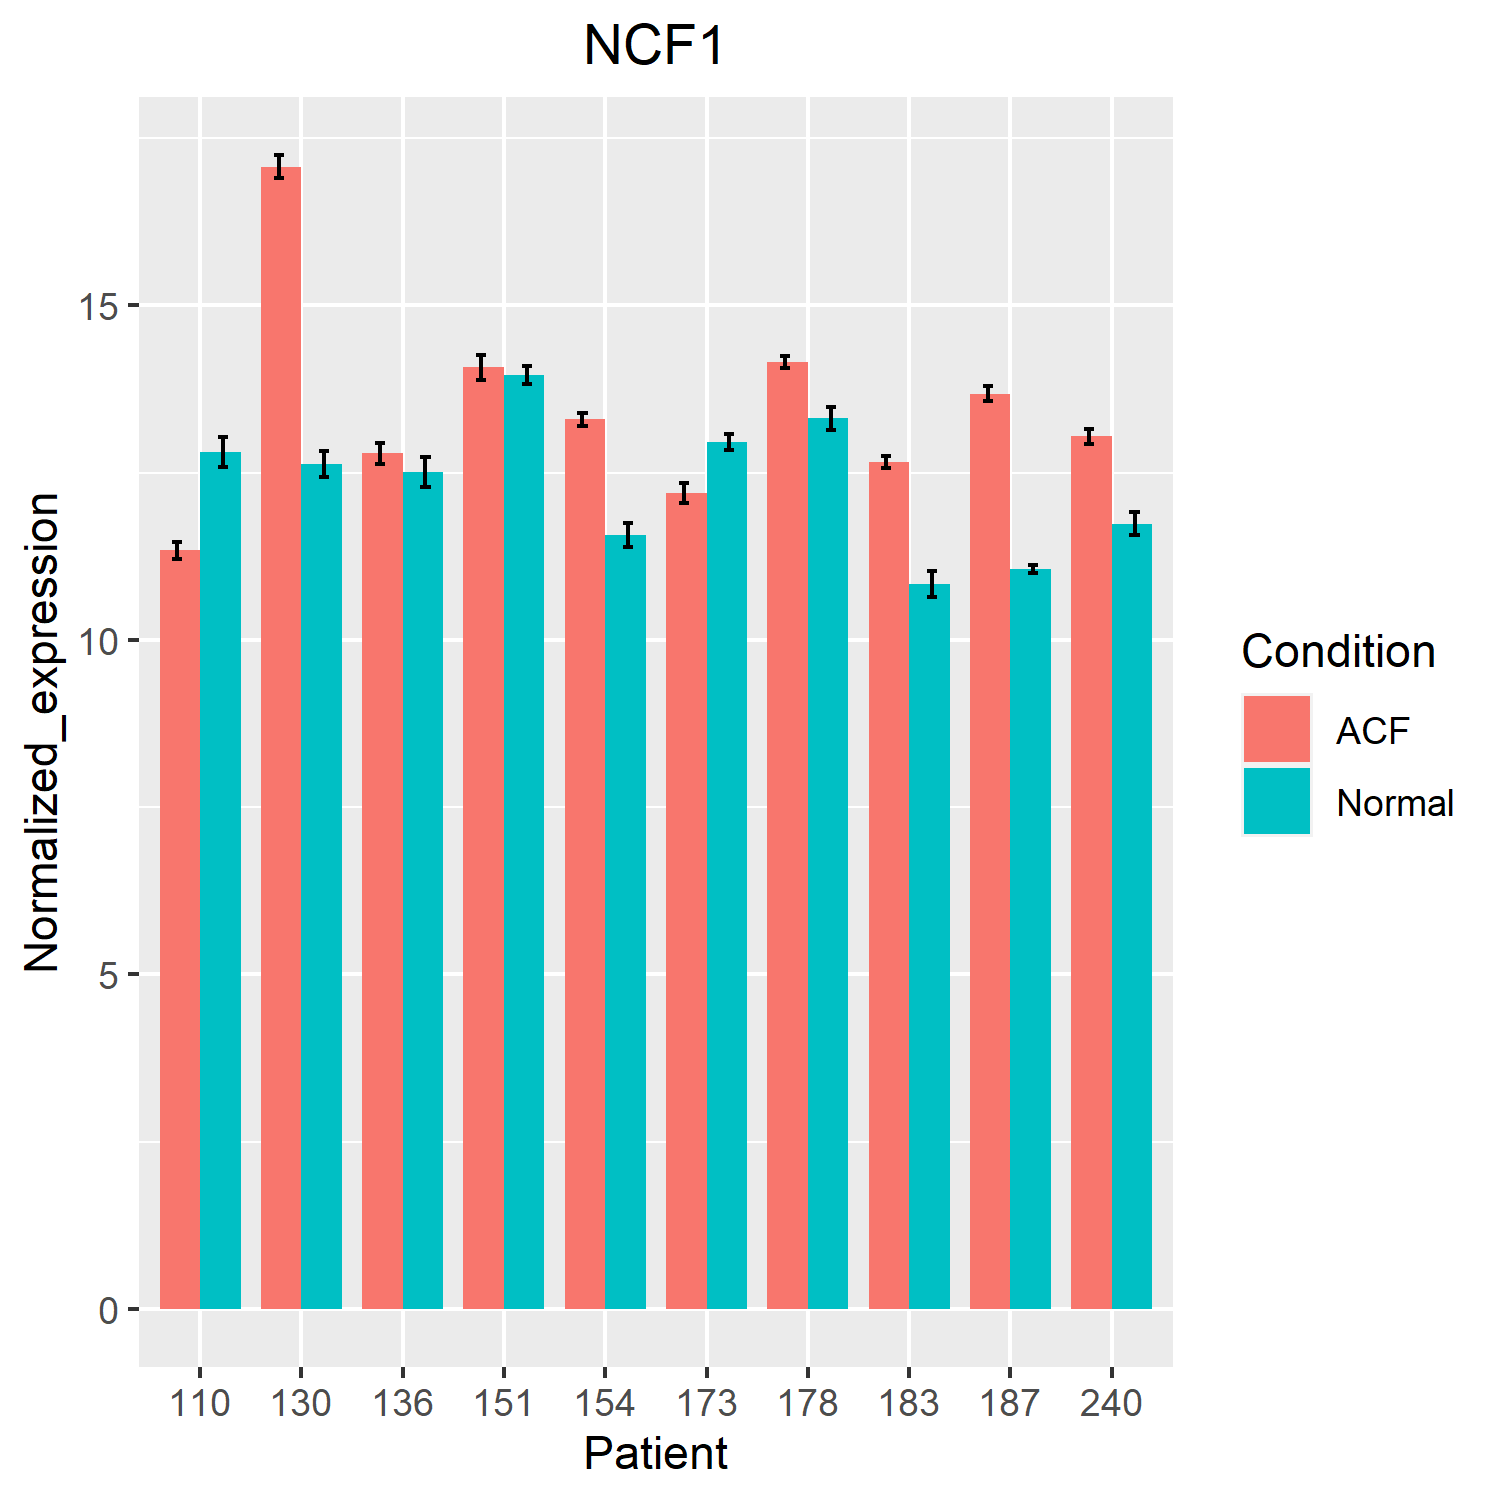 NCF1
Normalized_expression
15
10
5
0
110 130 136 151 154 173 178 183 187 240
Patient
Condition
ACF
Normal